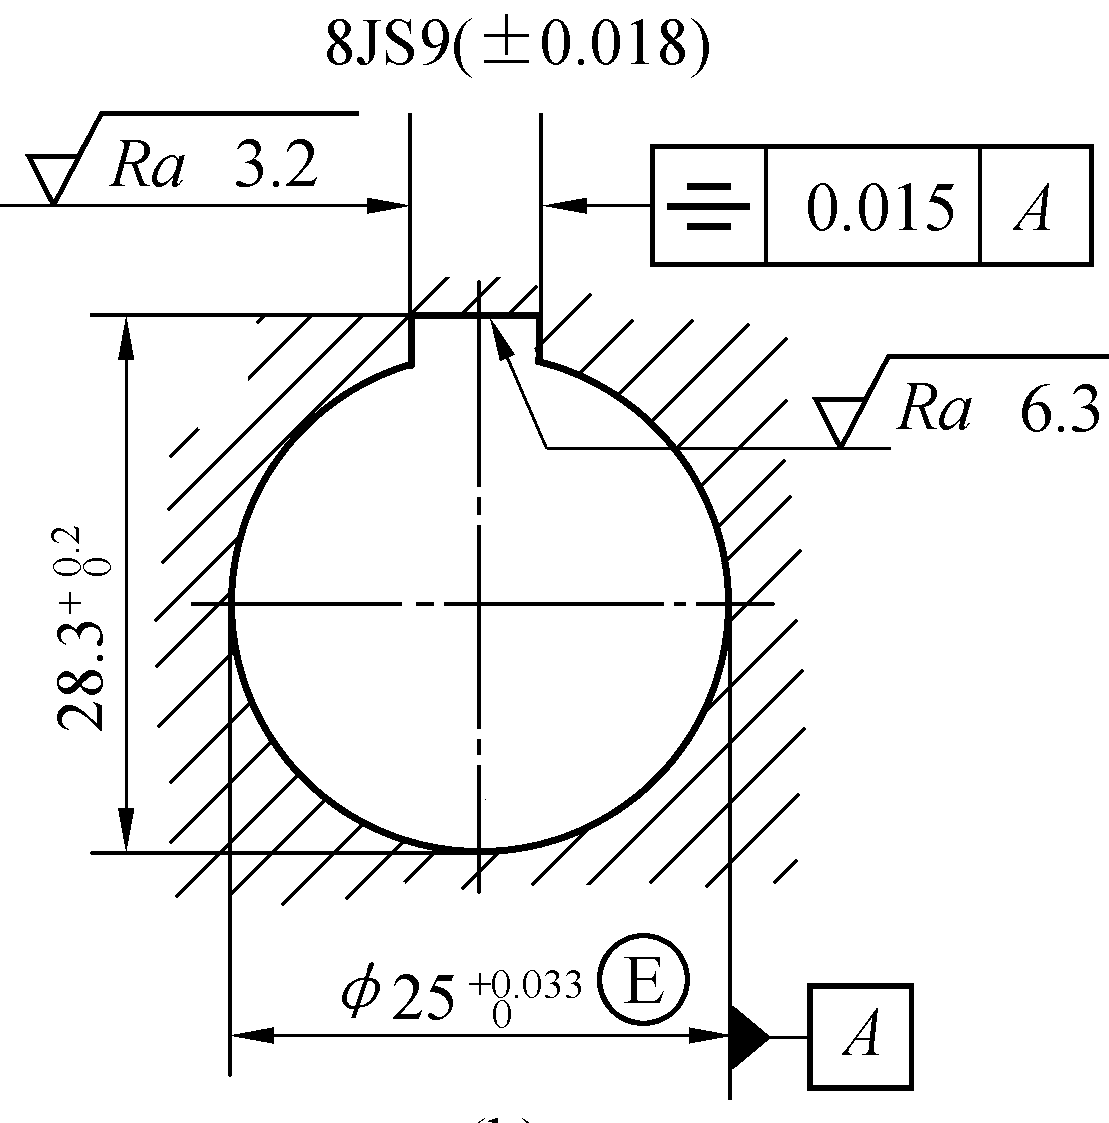 8JS9(±0.018)
Ra 3.2
⌯ 0.015 A
Ra 6.3
28.3 +0.2 0
ϕ25 +0.033 0 Ⓔ
A